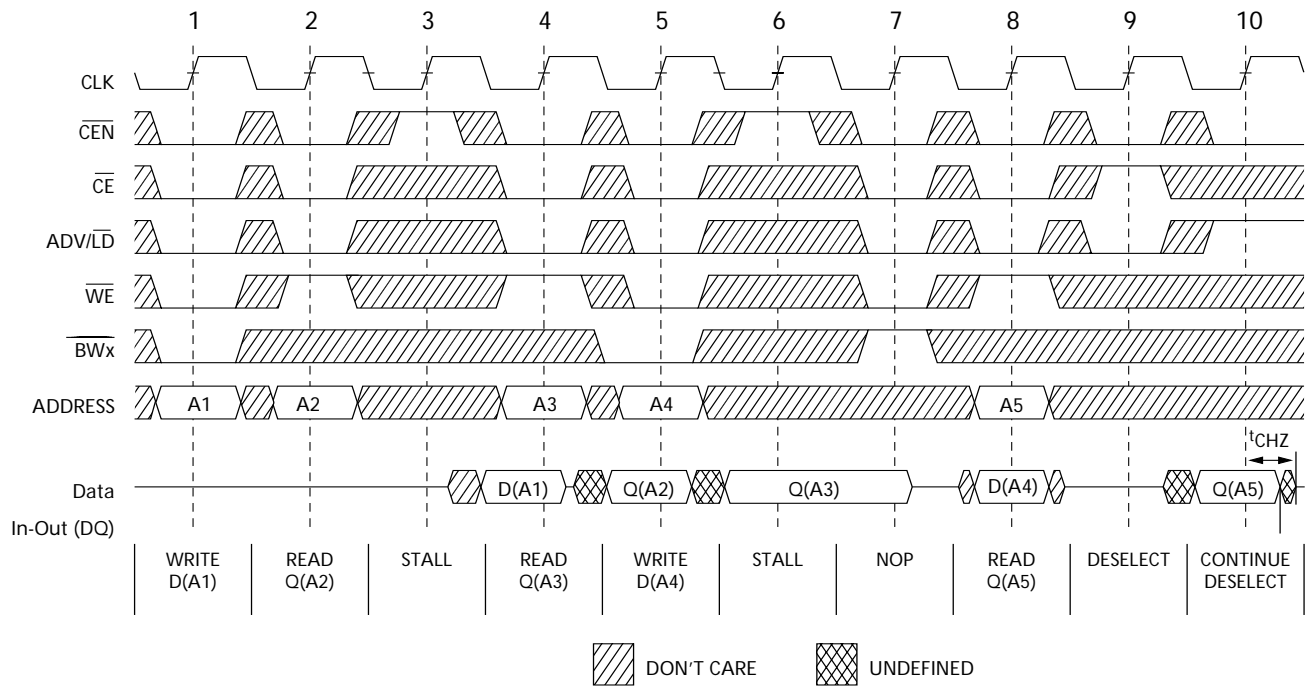 1 2 3 4 5 6 7 8 9 10
CLK
CEN
CE
ADV/LD
WE
BWx
ADDRESS A1 A2 A3 A4 A5
tCHZ
Data D(A1) Q(A2) Q(A3) D(A4) Q(A5)
In-Out (DQ)
WRITE READ STALL READ WRITE STALL NOP READ DESELECT CONTINUE
D(A1) Q(A2) Q(A3) D(A4) Q(A5) DESELECT
DON'T CARE UNDEFINED